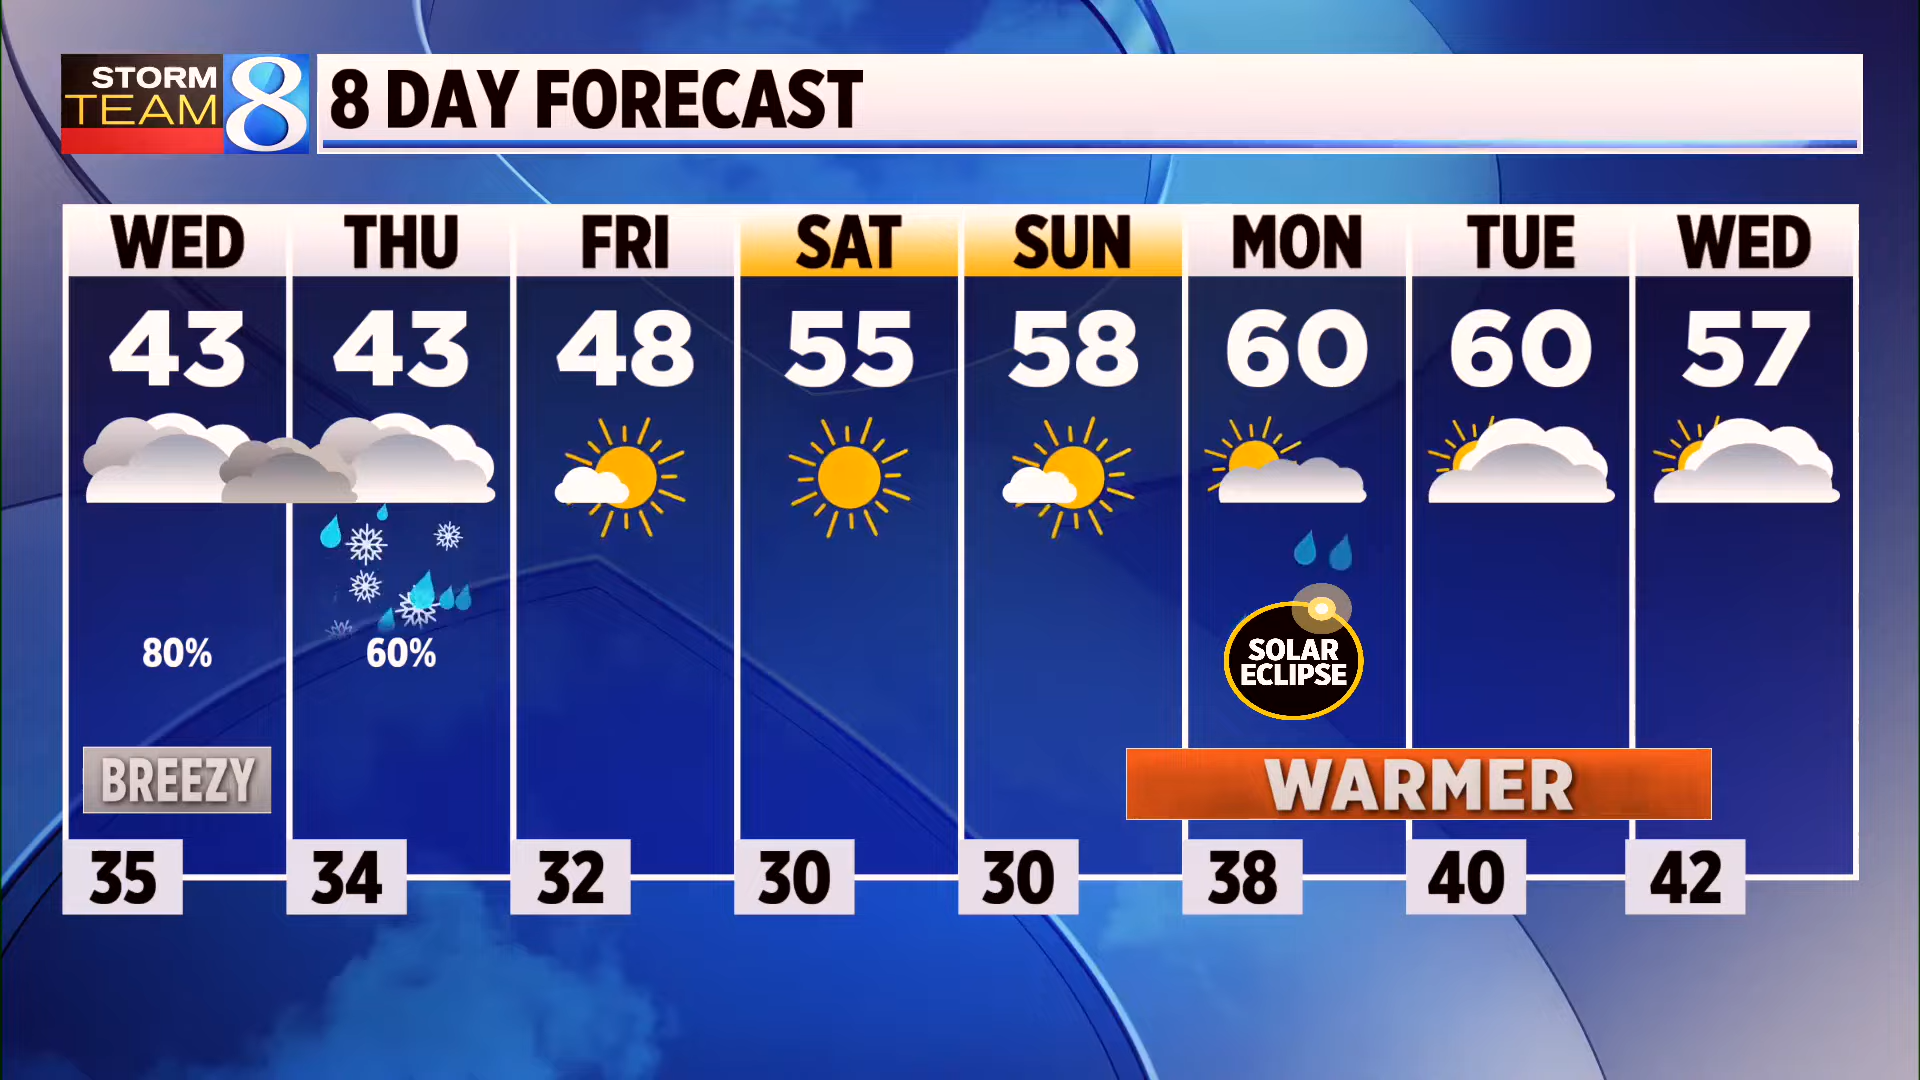 STORM
TEAM 8
8 DAY FORECAST
WED THU FRI SAT SUN MON TUE WED
43 43 48 55 58 60 60 57
80% 60%
SOLAR
ECLIPSE
BREEZY
WARMER
35 34 32 30 30 38 40 42